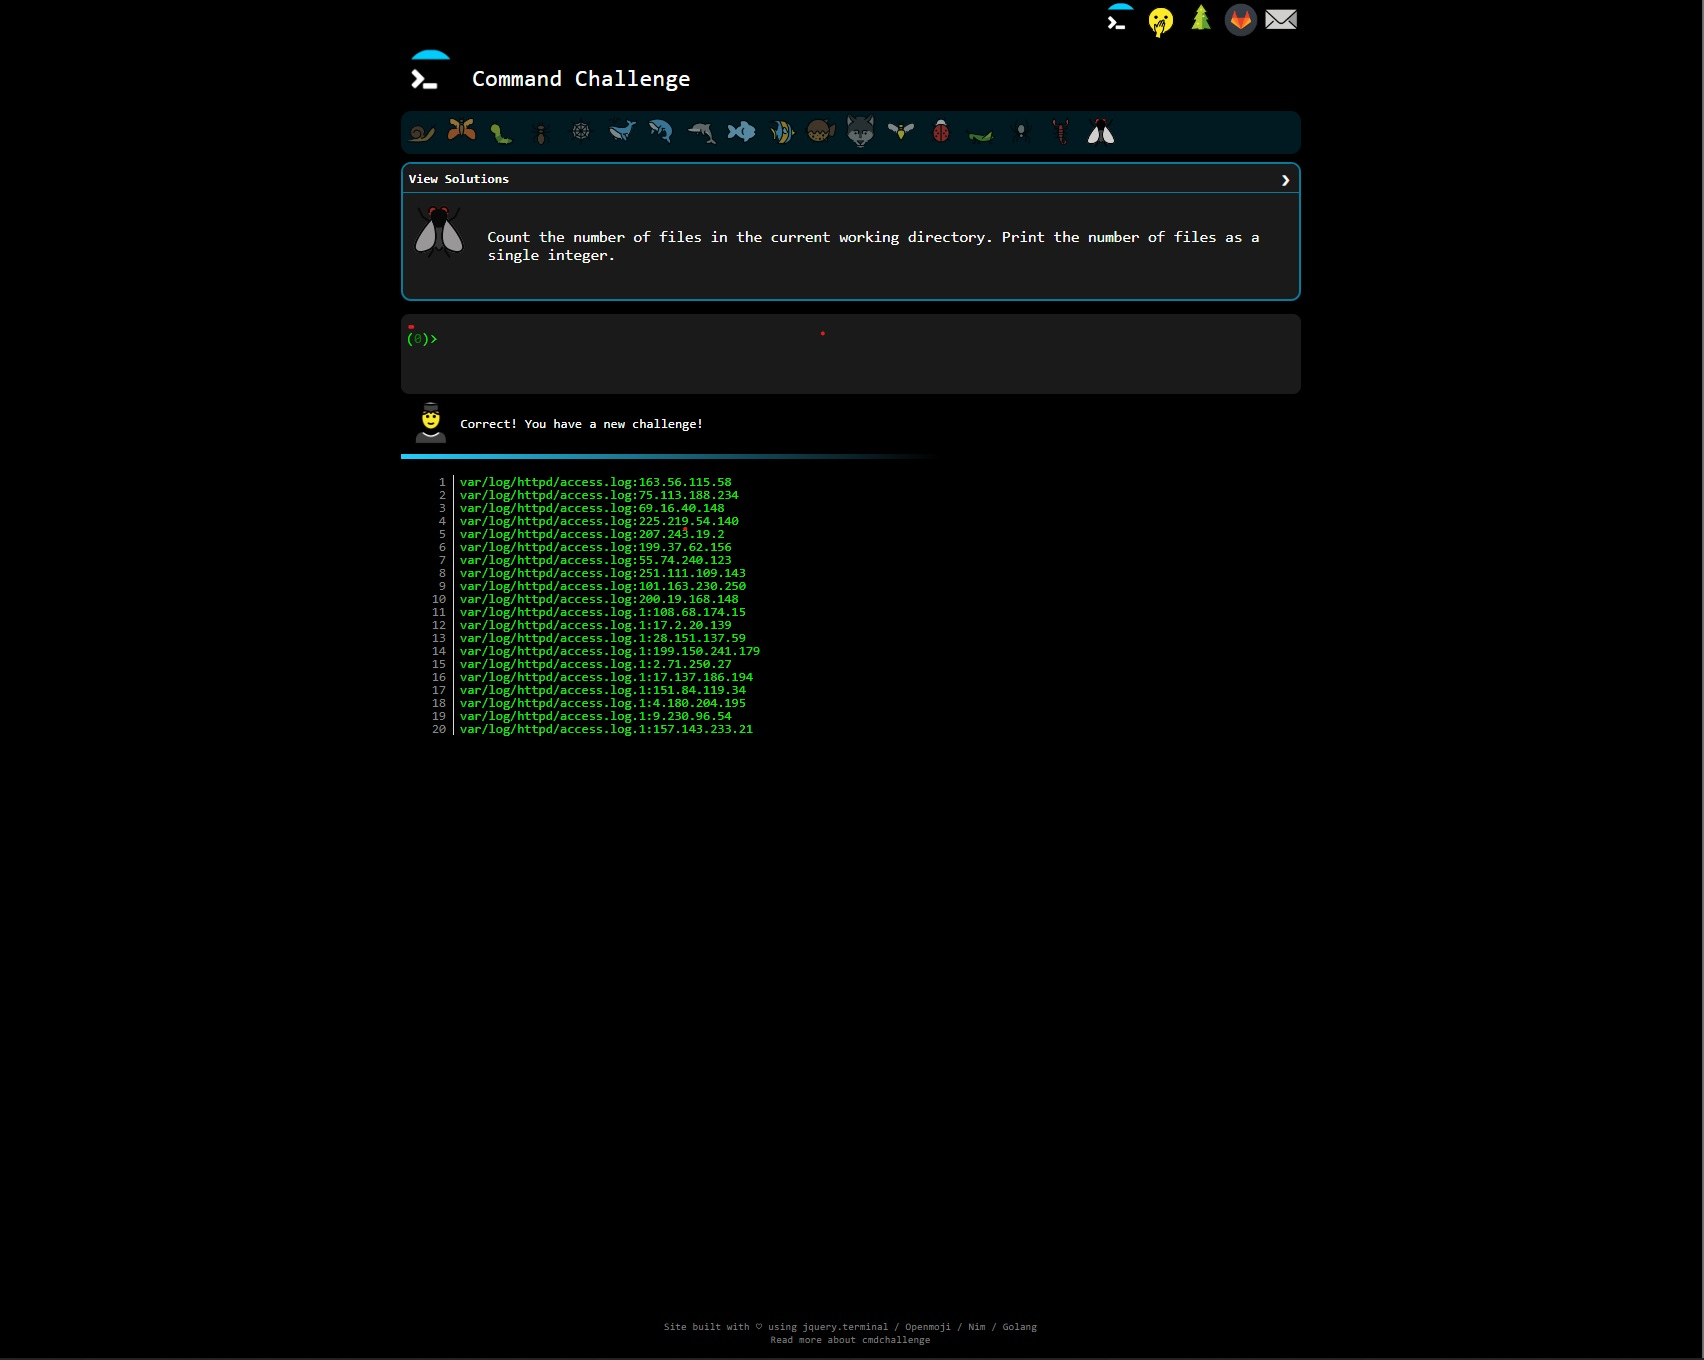 Command Challenge
View Solutions ❯
Count the number of files in the current working directory. Print the number of files as a
single integer.
(0)>
Correct! You have a new challenge!
1 var/log/httpd/access.log:163.56.115.58
2 var/log/httpd/access.log:75.113.188.234
3 var/log/httpd/access.log:69.16.40.148
4 var/log/httpd/access.log:225.219.54.140
5 var/log/httpd/access.log:207.243.19.2
6 var/log/httpd/access.log:199.37.62.156
7 var/log/httpd/access.log:55.74.240.123
8 var/log/httpd/access.log:251.111.109.143
9 var/log/httpd/access.log:101.163.230.250
10 var/log/httpd/access.log:200.19.168.148
11 var/log/httpd/access.log.1:108.68.174.15
12 var/log/httpd/access.log.1:17.2.20.139
13 var/log/httpd/access.log.1:28.151.137.59
14 var/log/httpd/access.log.1:199.150.241.179
15 var/log/httpd/access.log.1:2.71.250.27
16 var/log/httpd/access.log.1:17.137.186.194
17 var/log/httpd/access.log.1:151.84.119.34
18 var/log/httpd/access.log.1:4.180.204.195
19 var/log/httpd/access.log.1:9.230.96.54
20 var/log/httpd/access.log.1:157.143.233.21
Site built with ♡ using jquery.terminal / Openmoji / Nim / Golang
Read more about cmdchallenge